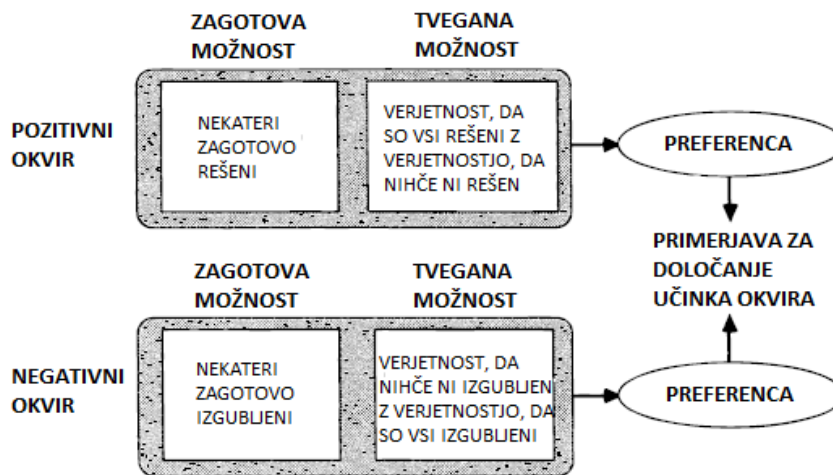 ZAGOTOVA
MOŽNOST
TVEGANA
MOŽNOST
POZITIVNI
OKVIR
NEKATERI
ZAGOTOVO
REŠENI
VERJETNOST, DA
SO VSI REŠENI Z
VERJETNOSTJO, DA
NIHČE NI REŠEN
PREFERENCA
PRIMERJAVA ZA
DOLOČANJE
UČINKA OKVIRA
ZAGOTOVA
MOŽNOST
TVEGANA
MOŽNOST
NEGATIVNI
OKVIR
NEKATERI
ZAGOTOVO
IZGUBLJENI
VERJETNOST, DA
NIHČE NI IZGUBLJEN
Z VERJETNOSTJO, DA
SO VSI IZGUBLJENI
PREFERENCA